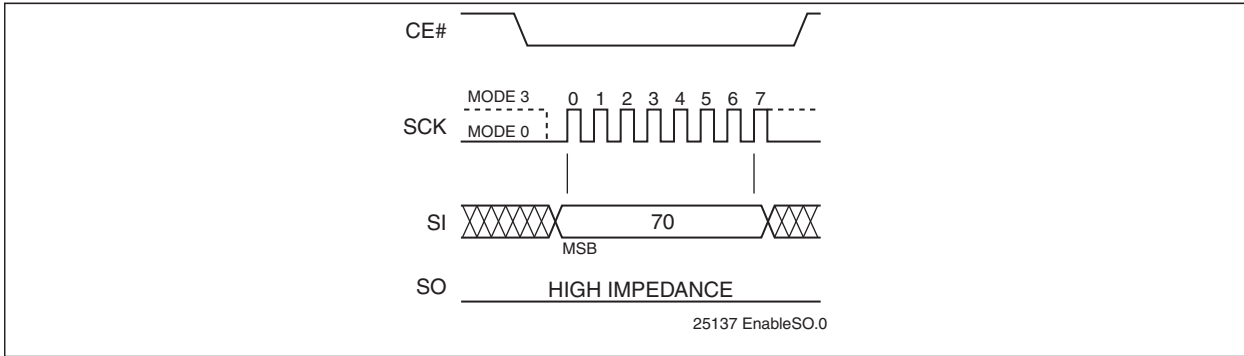 CE#
MODE 3
0 1 2 3 4 5 6 7
SCK
MODE 0
SI
70
MSB
SO
HIGH IMPEDANCE
25137 EnableSO.0